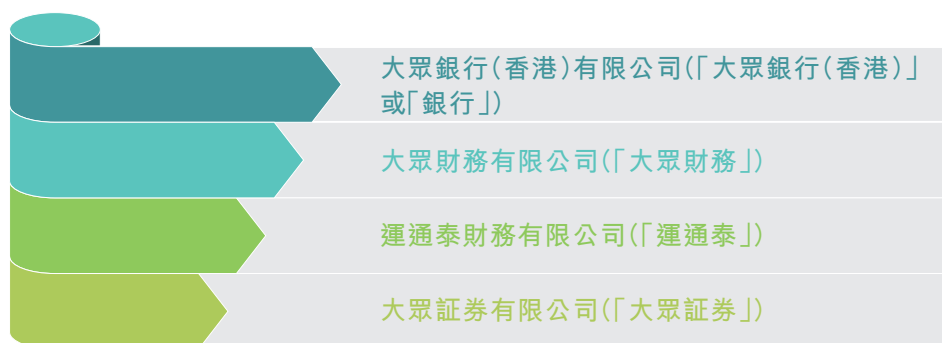 大眾銀行(香港)有限公司(「大眾銀行(香港)」
或「銀行」)
大眾財務有限公司(「大眾財務」)
運通泰財務有限公司(「運通泰」)
大眾証券有限公司(「大眾証券」)